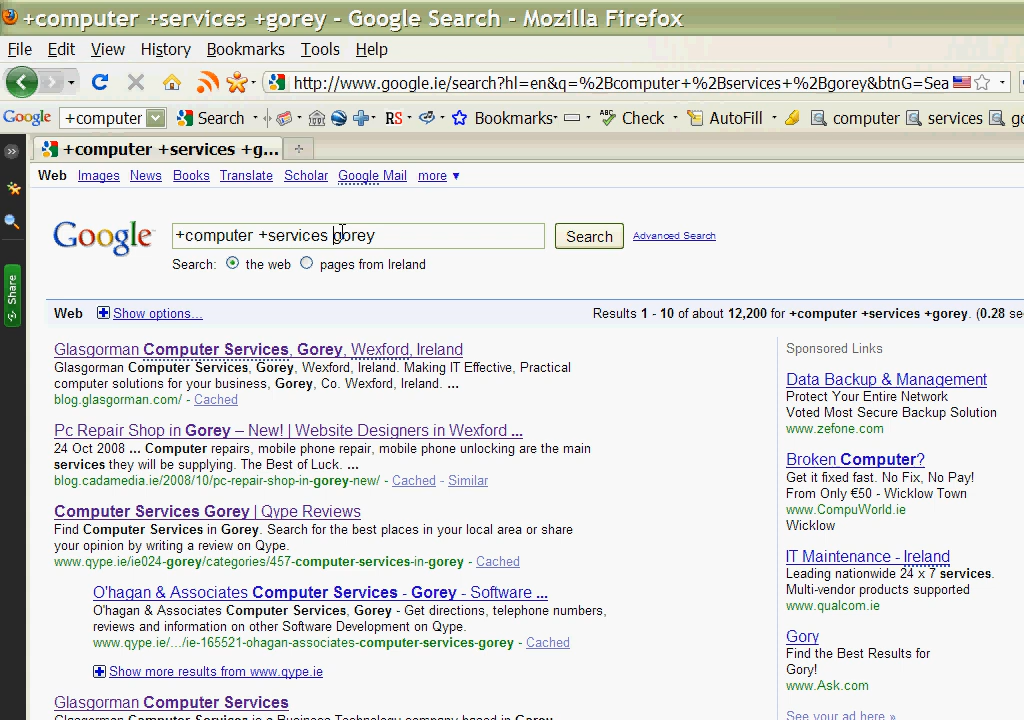 +computer +services +gorey - Google Search - Mozilla Firefox
File Edit View History Bookmarks Tools Help
http://www.google.ie/search?hl=en&q=%2Bcomputer+%2Bservices+%2Bgorey&btnG=Sea
Google +computer Search RS Bookmarks ABC Check AutoFill computer services go
+computer +services +g...
Web Images News Books Translate Scholar Google Mail more ▼
Share
Google +computer +services gorey Search Advanced Search
Search: the web pages from Ireland
Web Show options... Results 1 - 10 of about 12,200 for +computer +services +gorey. (0.28 se
Glasgorman Computer Services, Gorey, Wexford, Ireland
Glasgorman Computer Services, Gorey, Wexford, Ireland. Making IT Effective, Practical
computer solutions for your business, Gorey, Co. Wexford, Ireland. ...
blog.glasgorman.com/ - Cached
Pc Repair Shop in Gorey – New! | Website Designers in Wexford ...
24 Oct 2008 ... Computer repairs, mobile phone repair, mobile phone unlocking are the main
services they will be supplying. The Best of Luck. ...
blog.cadamedia.ie/2008/10/pc-repair-shop-in-gorey-new/ - Cached - Similar
Computer Services Gorey | Qype Reviews
Find Computer Services in Gorey. Search for the best places in your local area or share
your opinion by writing a review on Qype.
www.qype.ie/ie024-gorey/categories/457-computer-services-in-gorey - Cached
O'hagan & Associates Computer Services - Gorey - Software ...
O'hagan & Associates Computer Services, Gorey - Get directions, telephone numbers,
reviews and information on other Software Development on Qype.
www.qype.ie/.../ie-165521-ohagan-associates-computer-services-gorey - Cached
Show more results from www.qype.ie
Glasgorman Computer Services
Glasgorman Computer Services is a Business Technology company based in Gorey
Sponsored Links
Data Backup & Management
Protect Your Entire Network
Voted Most Secure Backup Solution
www.zefone.com
Broken Computer?
Get it fixed fast. No Fix, No Pay!
From Only €50 - Wicklow Town
www.CompuWorld.ie
Wicklow
IT Maintenance - Ireland
Leading nationwide 24 x 7 services.
Multi-vendor products supported
www.qualcom.ie
Gory
Find the Best Results for
Gory!
www.Ask.com
See your ad here »